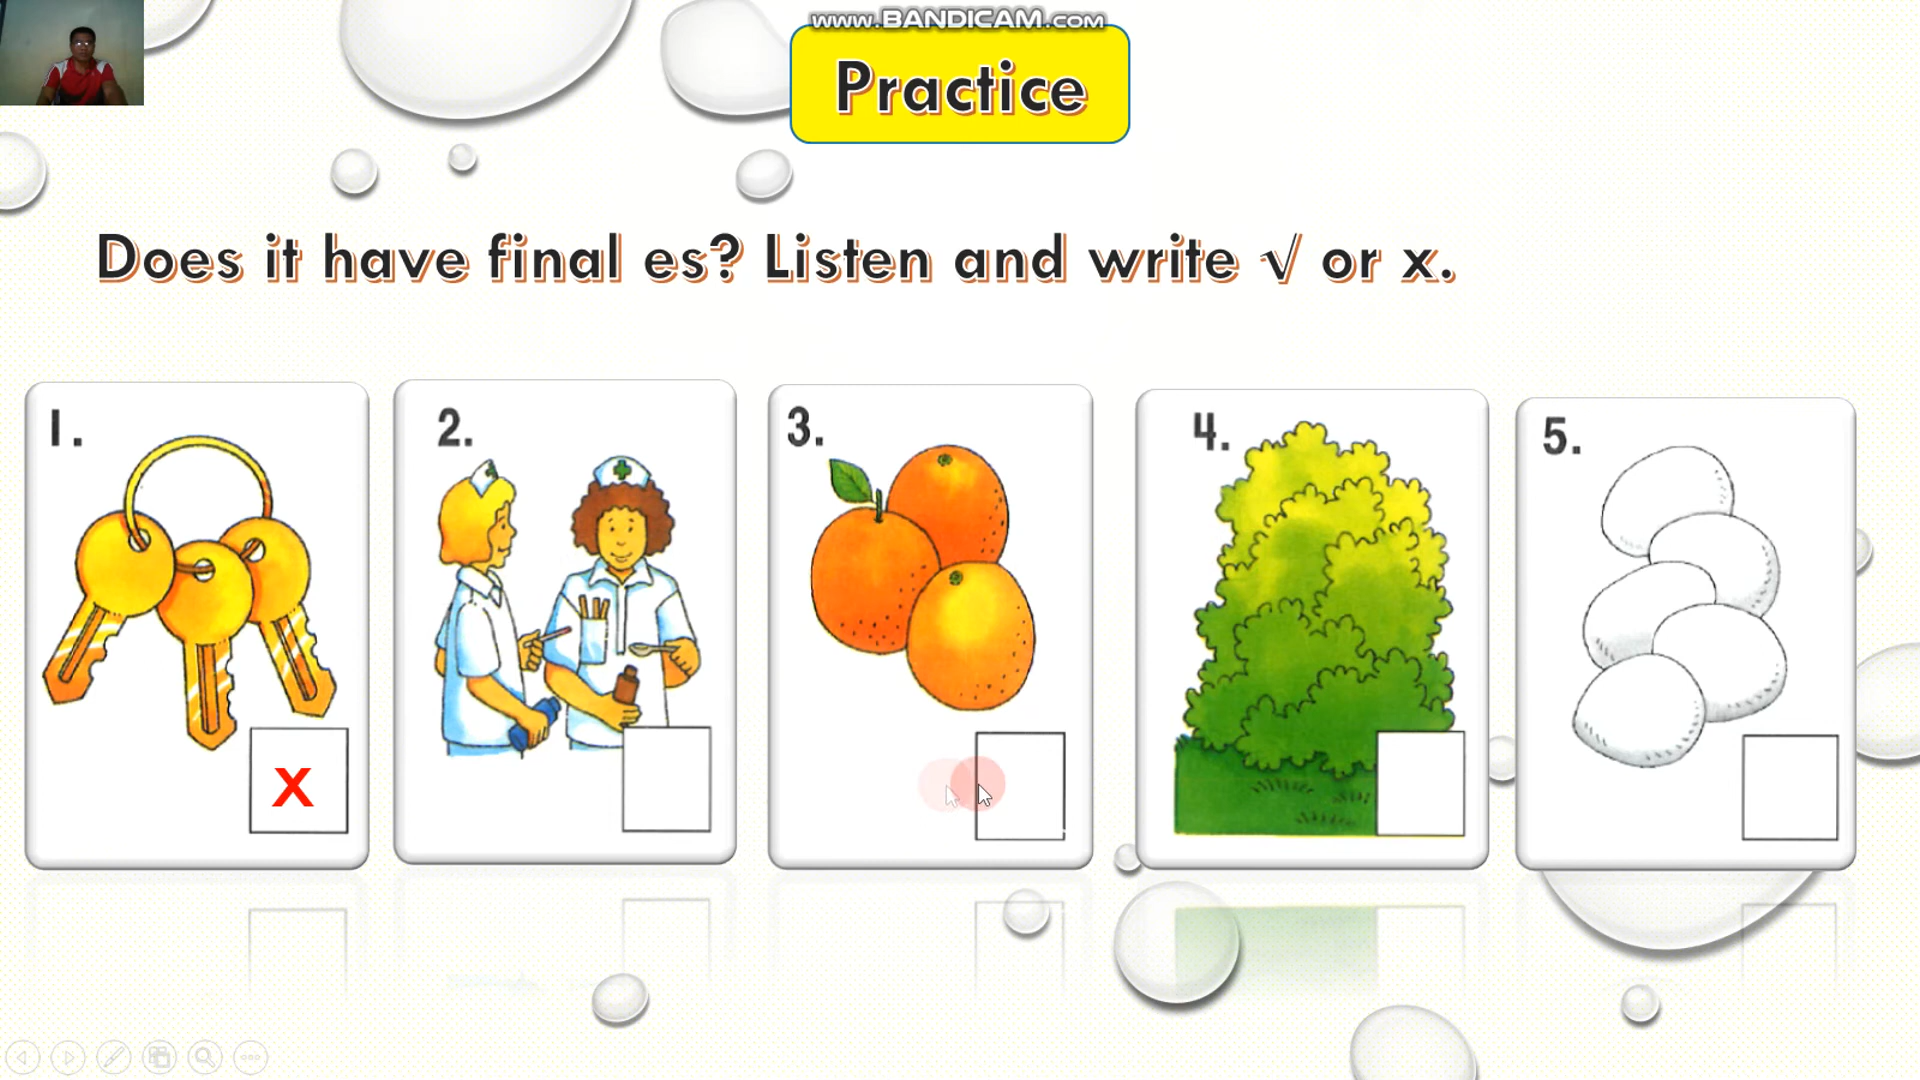 www.BANDICAM.com
Practice
Does it have final es? Listen and write √ or x.
1.
2.
3.
4.
5.
x